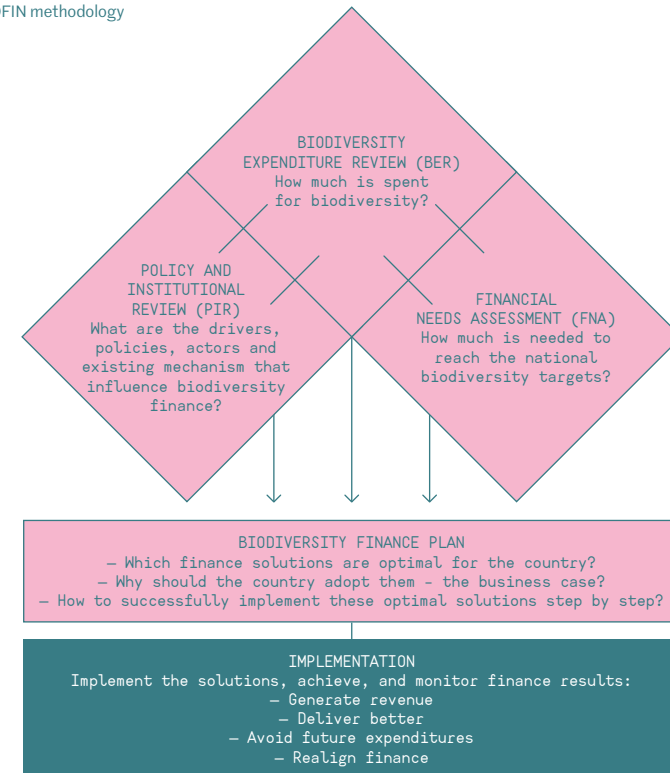 FIN methodology
BIODIVERSITY
EXPENDITURE REVIEW (BER)
How much is spent
for biodiversity?
POLICY AND
INSTITUTIONAL
REVIEW (PIR)
What are the drivers,
policies, actors and
existing mechanism that
influence biodiversity
finance?
FINANCIAL
NEEDS ASSESSMENT (FNA)
How much is needed to
reach the national
biodiversity targets?
BIODIVERSITY FINANCE PLAN
— Which finance solutions are optimal for the country?
— Why should the country adopt them - the business case?
— How to successfully implement these optimal solutions step by step?
IMPLEMENTATION
Implement the solutions, achieve, and monitor finance results:
— Generate revenue
— Deliver better
— Avoid future expenditures
— Realign finance